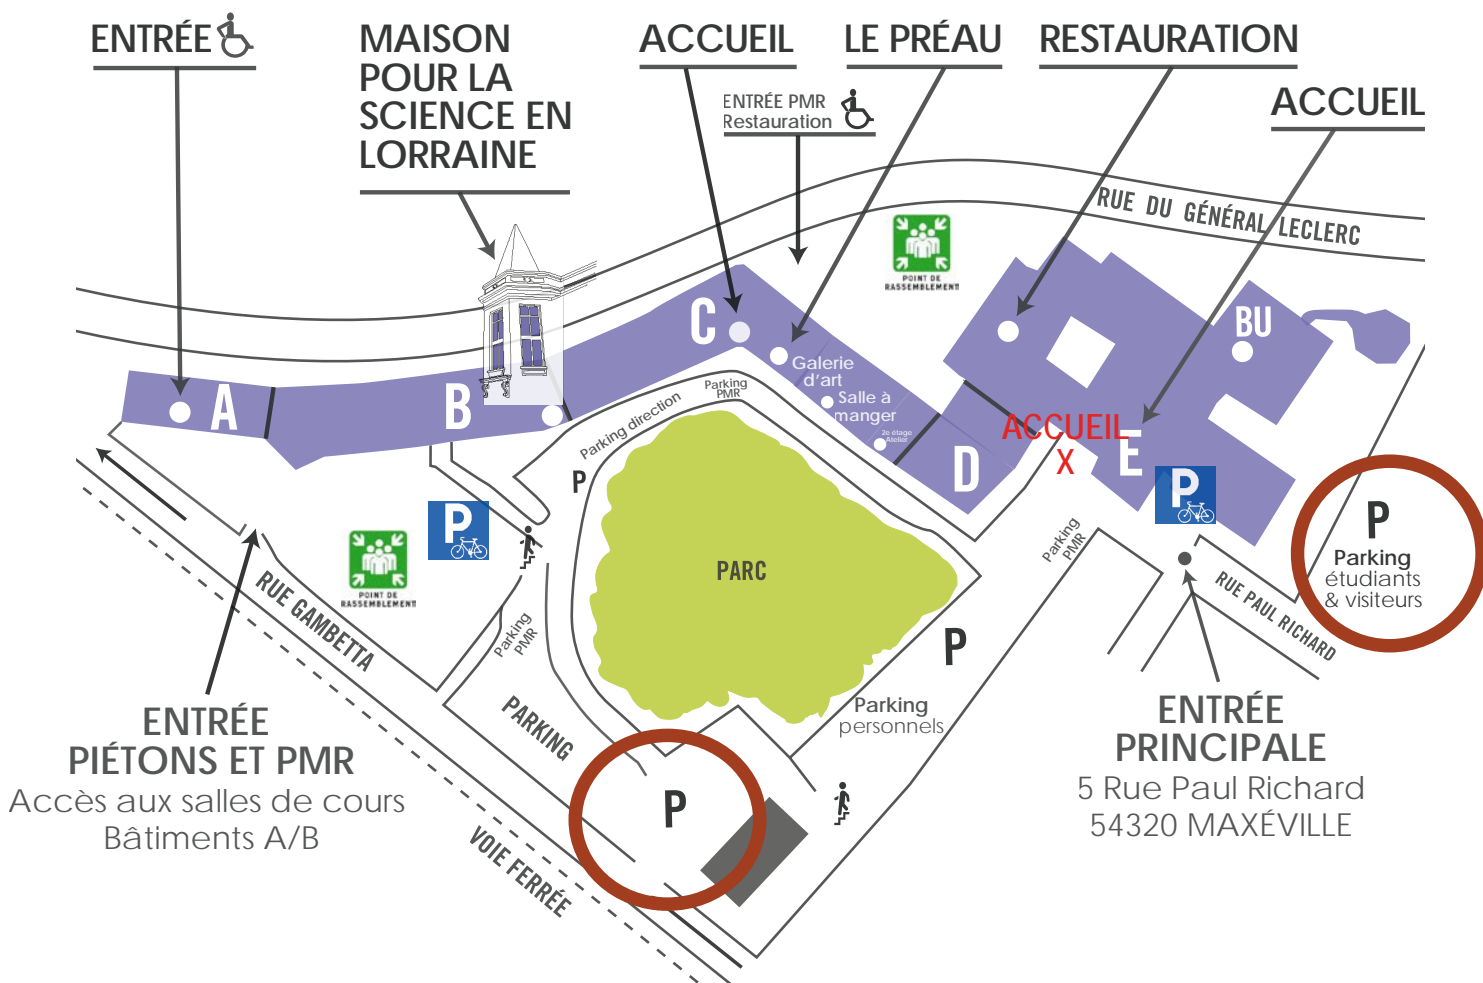 ENTRÉE
MAISON
POUR LA
SCIENCE EN
LORRAINE
ACCUEIL
LE PRÉAU
RESTAURATION
ENTRÉE PMR
Restauration
ACCUEIL
RUE DU GÉNÉRAL LECLERC
POINT DE
RASSEMBLEMENT
A
B
C
Galerie
d'art
Salle à
manger
2e étage
Atelier
D
ACCUEIL
X
E
BU
P
Parking direction
Parking
PMR
P
P
POINT DE
RASSEMBLEMENT
PARC
Parking
PMR
P
Parking
étudiants
& visiteurs
RUE PAUL RICHARD
RUE GAMBETTA
Parking
PMR
PARKING
P
Parking
personnels
P
VOIE FERRÉE
ENTRÉE
PIÉTONS ET PMR
Accès aux salles de cours
Bâtiments A/B
ENTRÉE
PRINCIPALE
5 Rue Paul Richard
54320 MAXÉVILLE